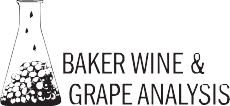 BAKER WINE &
GRAPE ANALYSIS